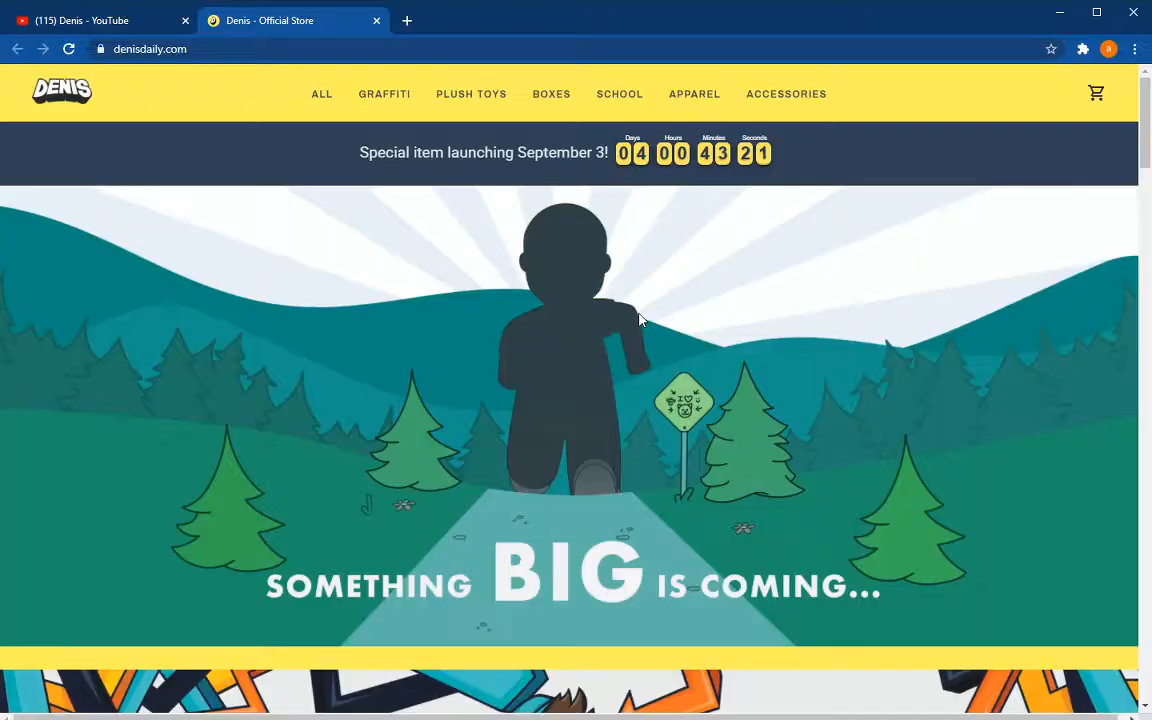 (115) Denis - YouTube
Denis - Official Store
denisdaily.com
a
DENIS
ALL GRAFFITI PLUSH TOYS BOXES SCHOOL APPAREL ACCESSORIES
Special item launching September 3!
Days Hours Minutes Seconds
04 00 43 21
I
SOMETHING BIG IS COMING...